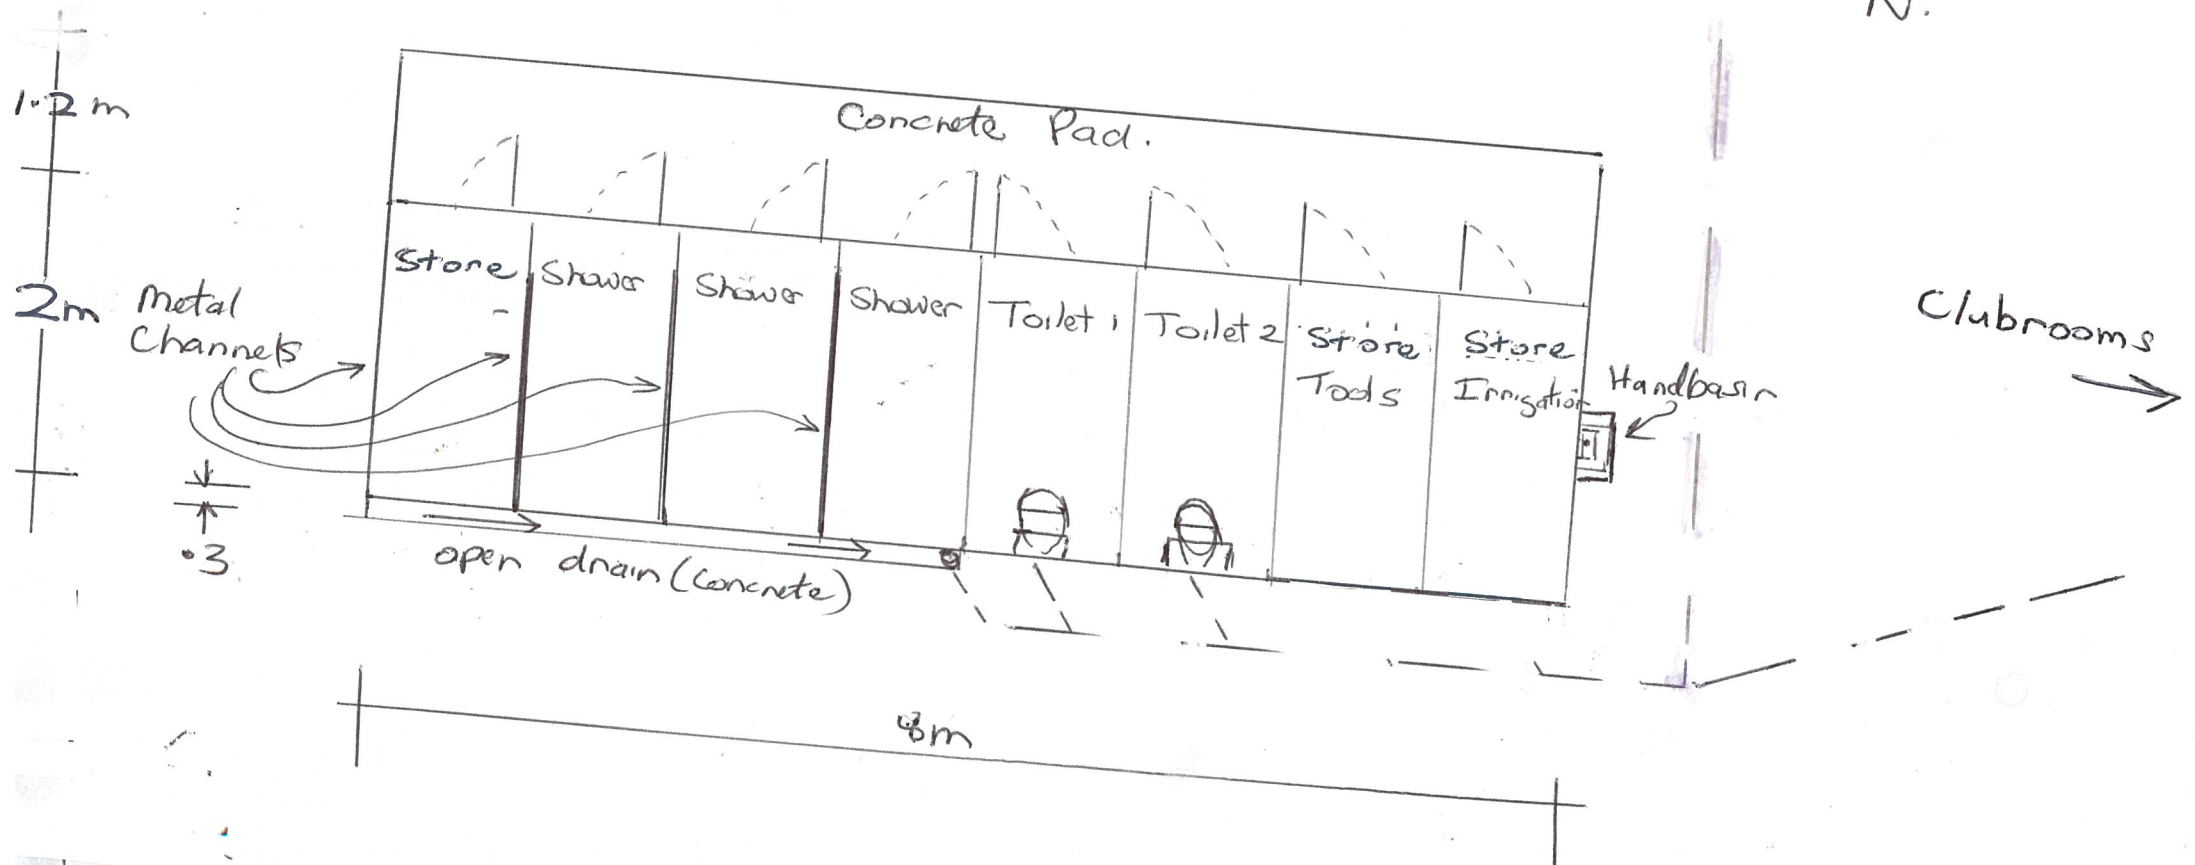 N.
1.2 m
Concrete Pad.
Store
Shower
Shower
Shower
Toilet 1
Toilet 2
Store
Tools
Store
Irrigation
2m
Metal
Channels
Handbasin
Clubrooms
.3
open drain (Concrete)
8m